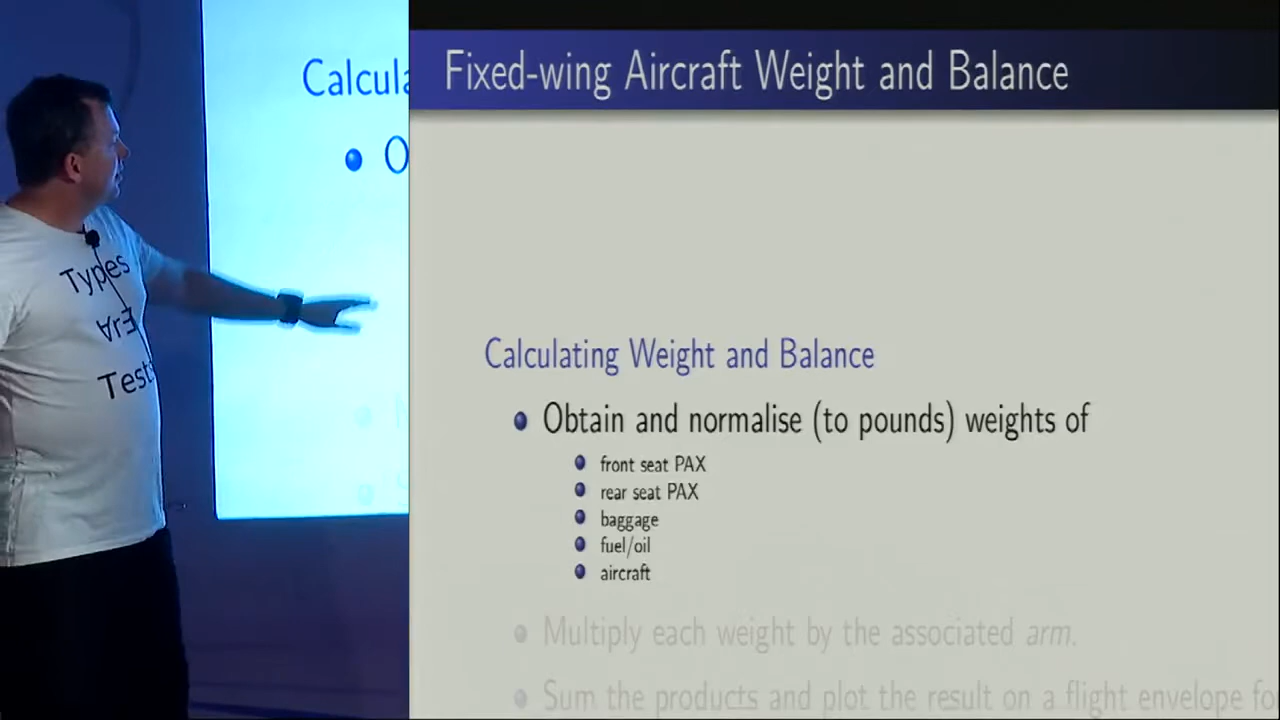 Types
∀r∃
Tests
Calcula
O
Fixed-wing Aircraft Weight and Balance
Calculating Weight and Balance
Obtain and normalise (to pounds) weights of
front seat PAX
rear seat PAX
baggage
fuel/oil
aircraft
Multiply each weight by the associated arm.
Sum the products and plot the result on a flight envelope fo